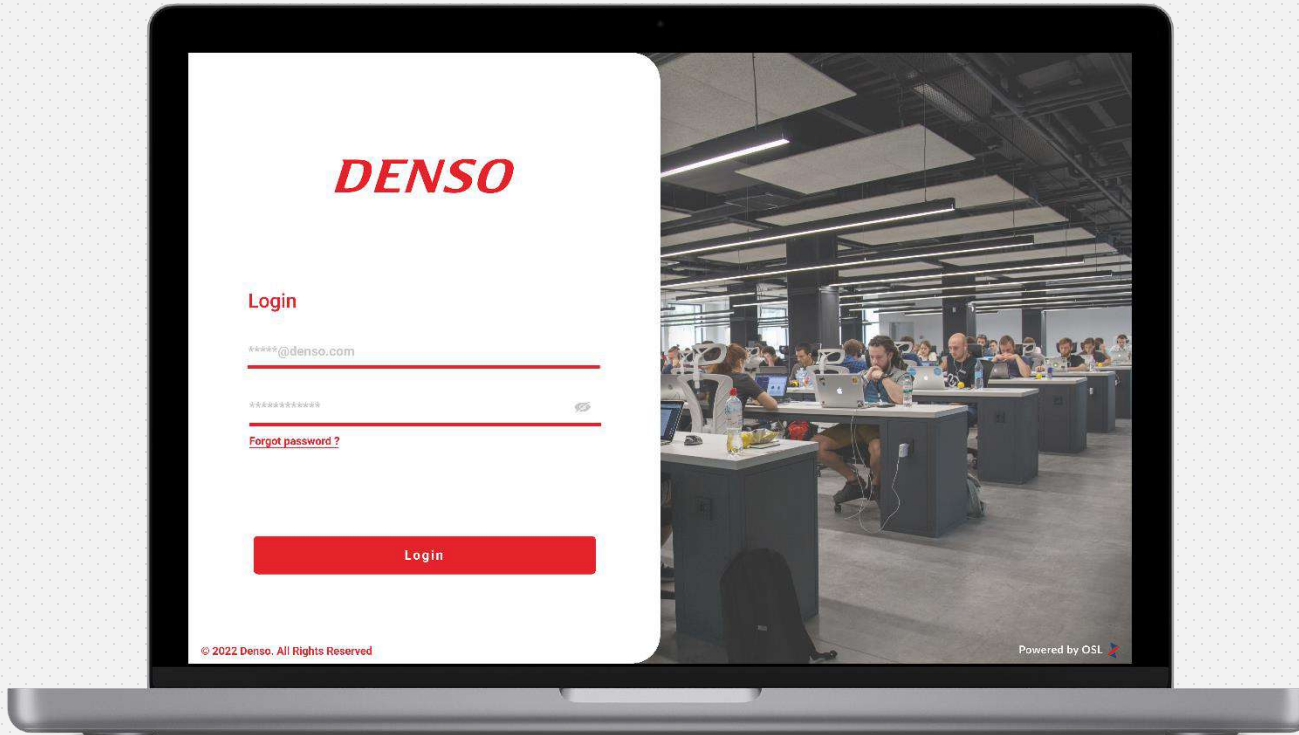 DENSO
Login
*****@denso.com
************
Forgot password ?
Login
© 2022 Denso. All Rights Reserved
Powered by OSL